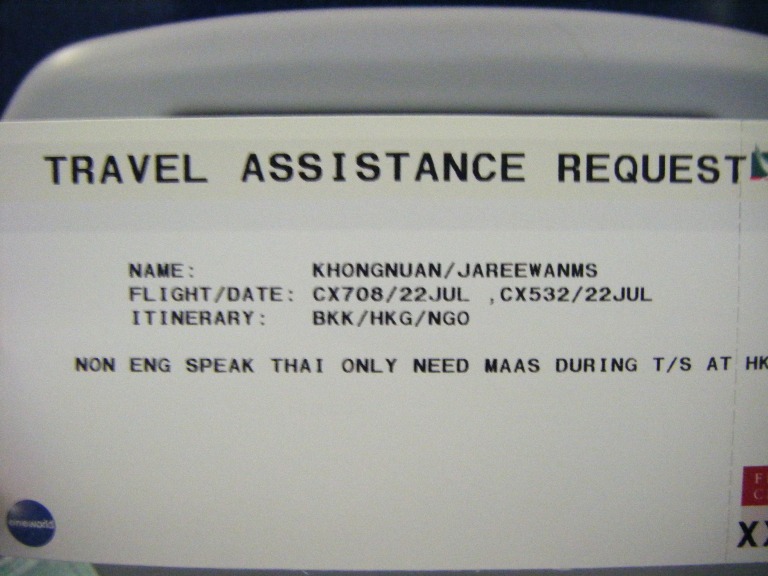 TRAVEL ASSISTANCE REQUEST
NAME: KHONGNUAN/JAREEWANMS
FLIGHT/DATE: CX708/22JUL ,CX532/22JUL
ITINERARY: BKK/HKG/NGO
NON ENG SPEAK THAI ONLY NEED MAAS DURING T/S AT HK
oneworld